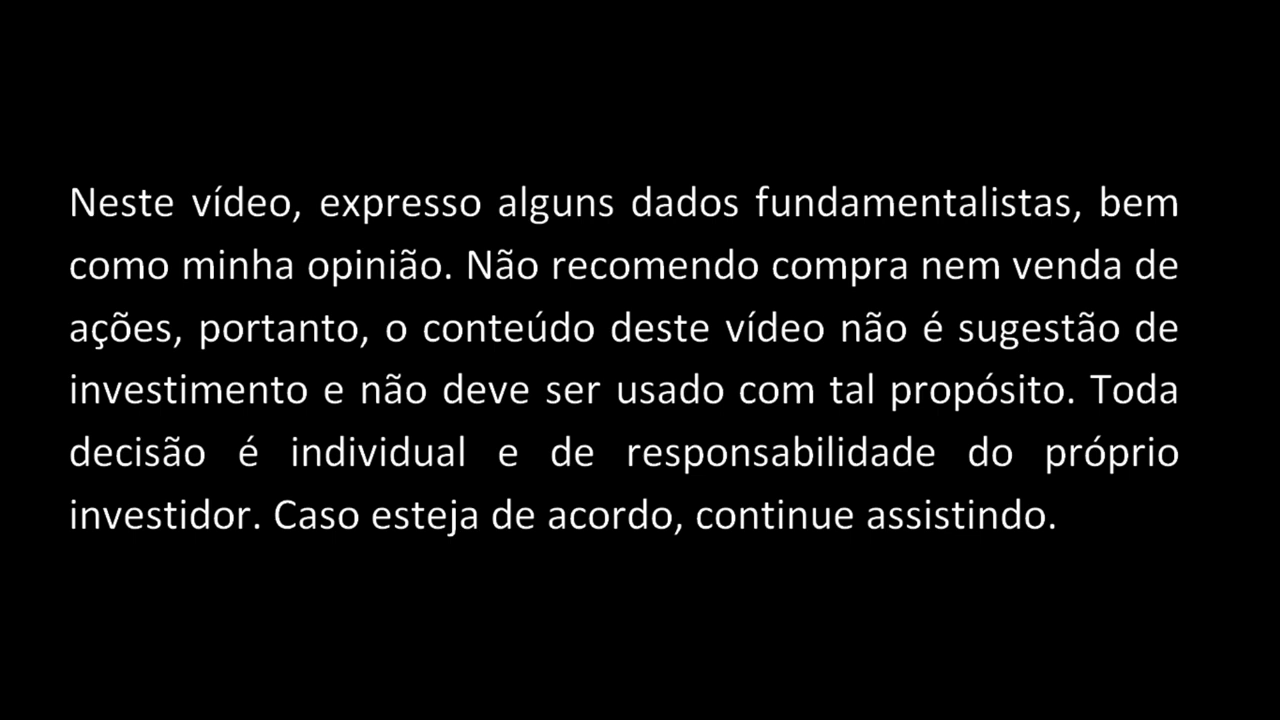 Neste vídeo, expresso alguns dados fundamentalistas, bem
como minha opinião. Não recomendo compra nem venda de
ações, portanto, o conteúdo deste vídeo não é sugestão de
investimento e não deve ser usado com tal propósito. Toda
decisão é individual e de responsabilidade do próprio
investidor. Caso esteja de acordo, continue assistindo.